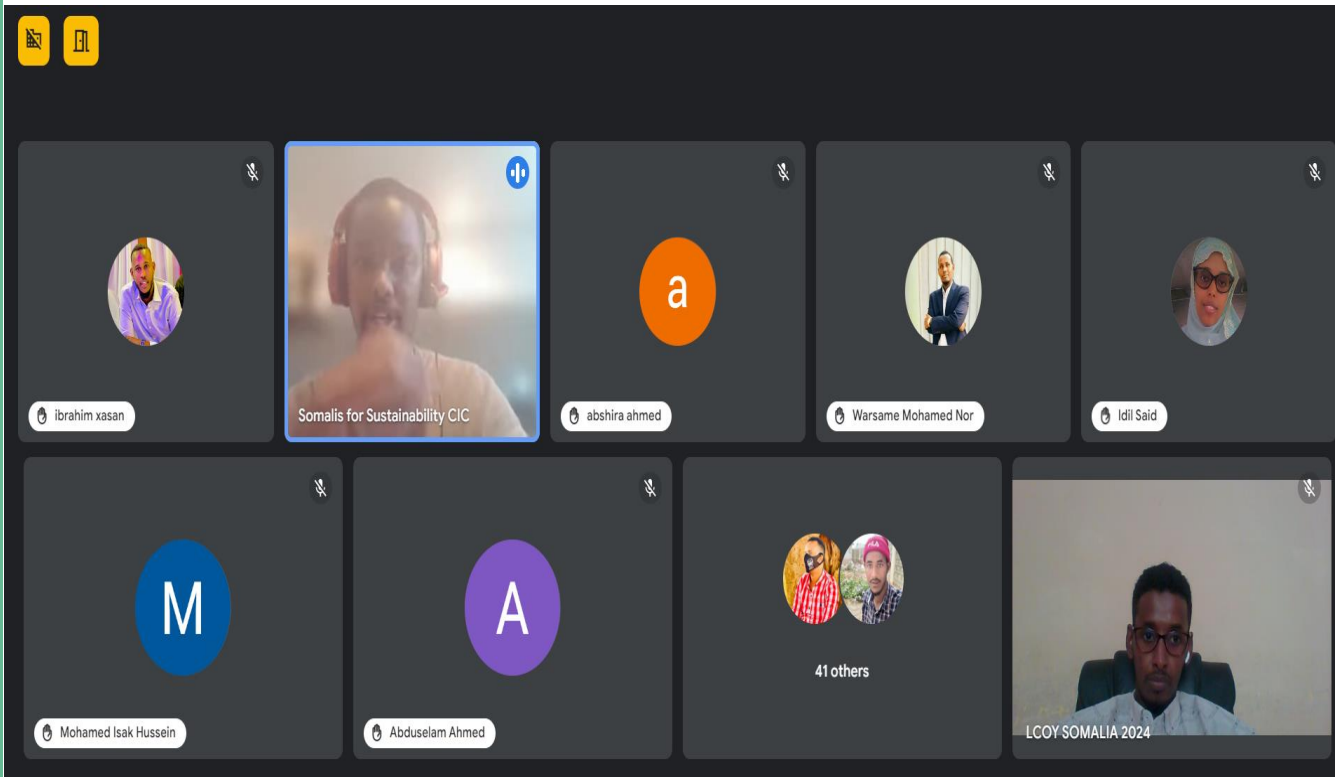 ibrahim xasan
Somalis for Sustainability CIC
a
abshira ahmed
Warsame Mohamed Nor
Idil Said
M
Mohamed Isak Hussein
A
Abduselam Ahmed
41 others
LCOY SOMALIA 2024